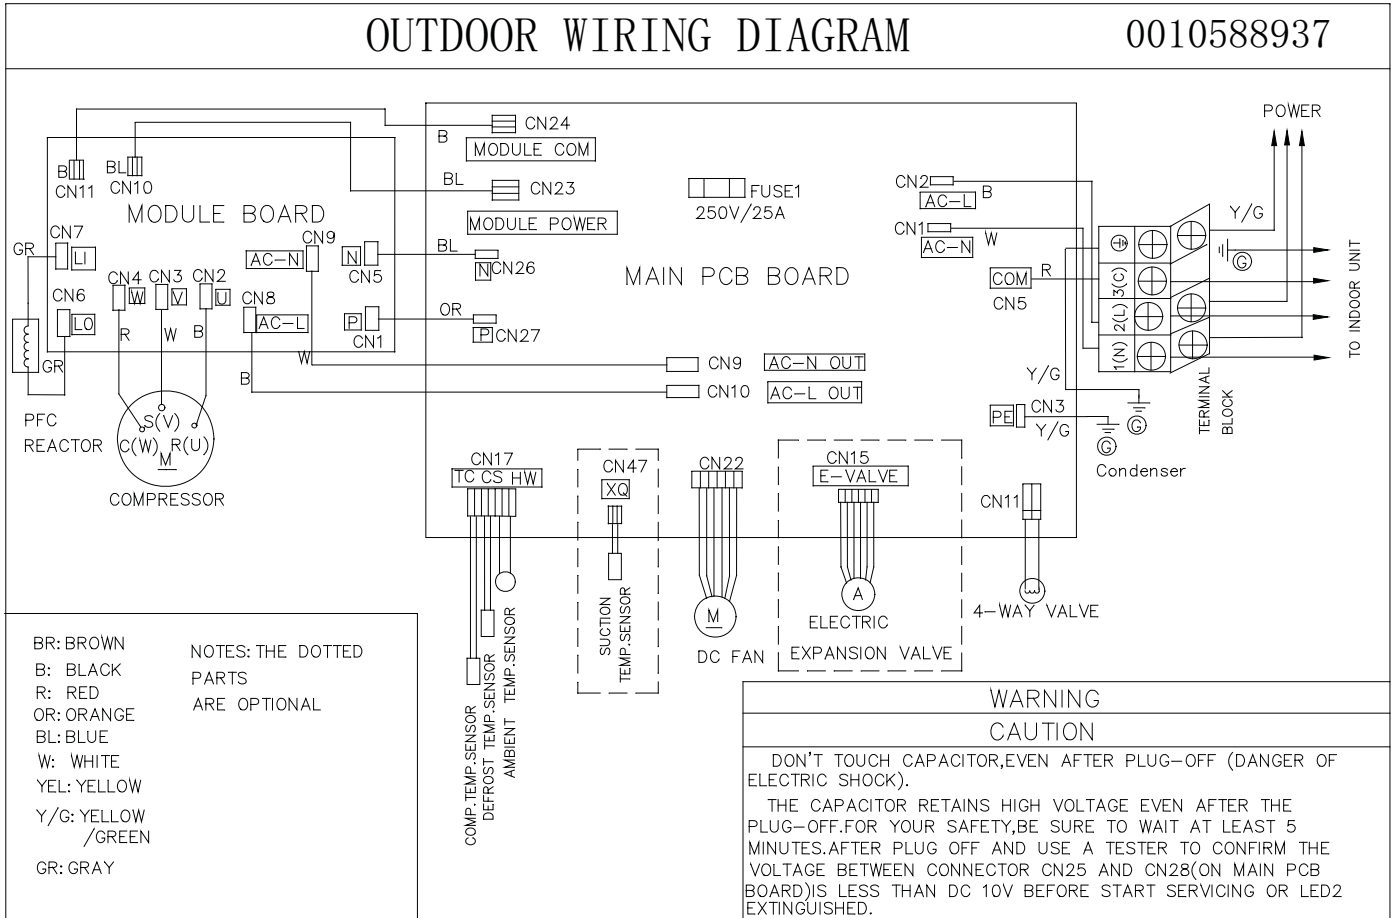 OUTDOOR WIRING DIAGRAM 0010588937
POWER
B
CN24
MODULE COM
B
CN11
BL
CN10
BL
CN23
MODULE POWER
FUSE1
250V/25A
CN2
B
AC-L
CN1
W
AC-N
Y/G
MODULE BOARD
MAIN PCB BOARD
CN7
GR
LI
CN6
LO
GR
PFC
REACTOR
CN4
W
CN3
V
CN2
U
R
W
B
CN9
AC-N
CN8
AC-L
N
CN5
P
CN1
BL
N
CN26
OR
P
CN27
W
B
CN9
AC-N OUT
CN10
AC-L OUT
COM
R
CN5
3(C)
2(L)
1(N)
G
TO INDOOR UNIT
TERMINAL
BLOCK
Y/G
G
PE
CN3
Y/G
G
Condenser
S(V)
C(W)
R(U)
M
COMPRESSOR
CN17
TC CS HW
CN47
XQ
CN22
CN15
E-VALVE
CN11
COMP.TEMP.SENSOR
DEFROST TEMP.SENSOR
AMBIENT TEMP.SENSOR
SUCTION
TEMP.SENSOR
M
DC FAN
A
ELECTRIC
EXPANSION VALVE
4-WAY VALVE
BR: BROWN
B: BLACK
R: RED
OR: ORANGE
BL: BLUE
W: WHITE
YEL: YELLOW
Y/G: YELLOW
/GREEN
GR: GRAY
NOTES: THE DOTTED
PARTS
ARE OPTIONAL
WARNING
CAUTION
DON'T TOUCH CAPACITOR,EVEN AFTER PLUG-OFF (DANGER OF
ELECTRIC SHOCK).
THE CAPACITOR RETAINS HIGH VOLTAGE EVEN AFTER THE
PLUG-OFF.FOR YOUR SAFETY,BE SURE TO WAIT AT LEAST 5
MINUTES.AFTER PLUG OFF AND USE A TESTER TO CONFIRM THE
VOLTAGE BETWEEN CONNECTOR CN25 AND CN28(ON MAIN PCB
BOARD)IS LESS THAN DC 10V BEFORE START SERVICING OR LED2
EXTINGUISHED.